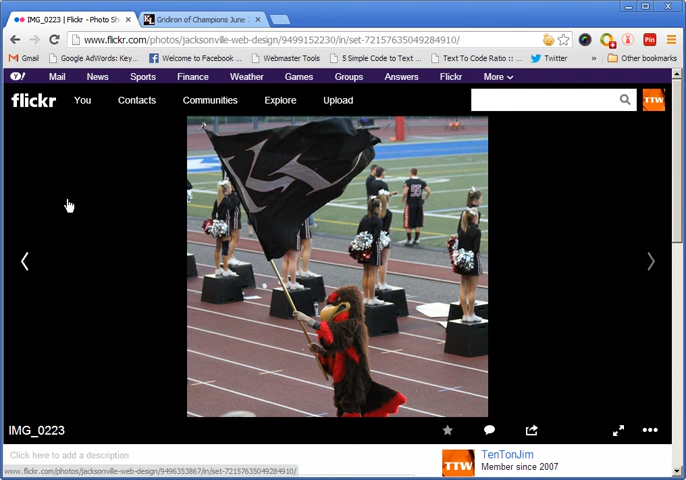 IMG_0223 | Flickr - Photo Sh
Gridiron of Champions June
www.flickr.com/photos/jacksonville-web-design/9499152230/in/set-72157635049284910/
Gmail
Google AdWords: Key...
Welcome to Facebook ...
Webmaster Tools
5 Simple Code to Text ...
Text To Code Ratio :: ...
Twitter
»
Other bookmarks
Pin
Y!
Mail
News
Sports
Finance
Weather
Games
Groups
Answers
Flickr
More
flickr
You
Contacts
Communities
Explore
Upload
TTW
55
IMG_0223
Click here to add a description
TTW
TenTonJim
Member since 2007
www.flickr.com/photos/jacksonville-web-design/9496353867/in/set-72157635049284910/